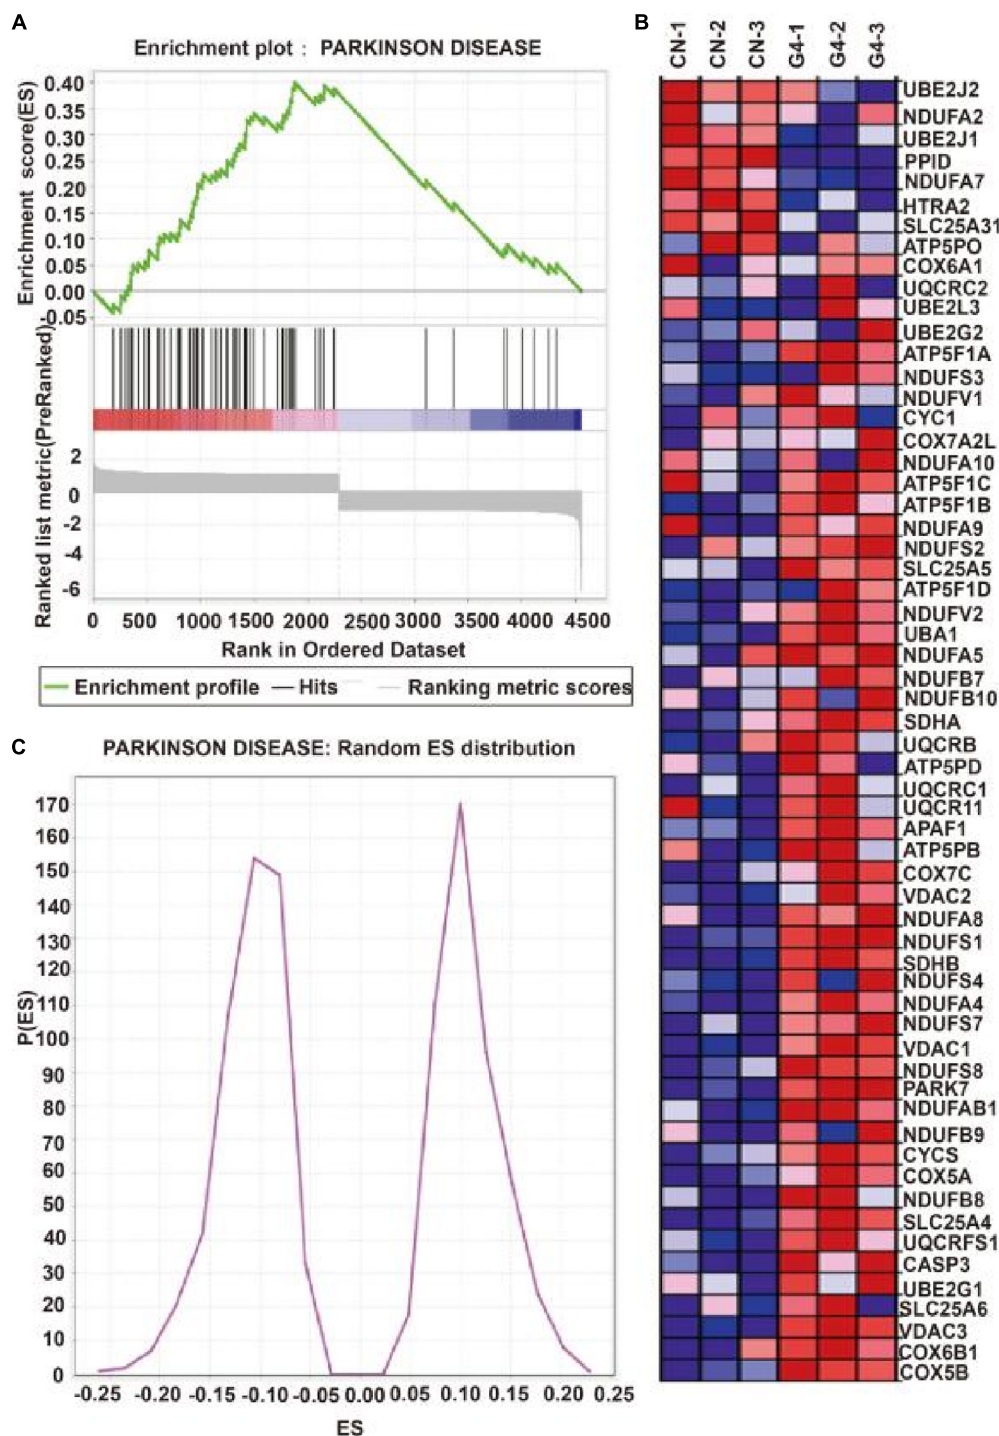 A
Enrichment plot : PARKINSON DISEASE
Enrichment score(ES)
0.40
0.35
0.30
0.25
0.20
0.15
0.10
0.05
0.00
-0.05
Ranked list metric(PreRanked)
2
0
-2
-4
-6
0 500 1000 1500 2000 2500 3000 3500 4000 4500
Rank in Ordered Dataset
Enrichment profile Hits Ranking metric scores
B
CN-1 CN-2 CN-3 G4-1 G4-2 G4-3
UBE2J2
NDUFA2
UBE2J1
PPID
NDUFA7
HTRA2
SLC25A31
ATP5PO
COX6A1
UQCRC2
UBE2L3
UBE2G2
ATP5F1A
NDUFS3
NDUFV1
CYC1
COX7A2L
NDUFA10
ATP5F1C
ATP5F1B
NDUFA9
NDUFS2
SLC25A5
ATP5F1D
NDUFV2
UBA1
NDUFA5
NDUFB7
NDUFB10
SDHA
UQCRB
ATP5PD
UQCRC1
UQCR11
APAF1
ATP5PB
COX7C
VDAC2
NDUFA8
NDUFS1
SDHB
NDUFS4
NDUFA4
NDUFS7
VDAC1
NDUFS8
PARK7
NDUFAB1
NDUFB9
CYCS
COX5A
NDUFB8
SLC25A4
UQCRFS1
CASP3
UBE2G1
SLC25A6
VDAC3
COX6B1
COX5B
C
PARKINSON DISEASE: Random ES distribution
P(ES)
170
160
150
140
130
120
110
100
90
80
70
60
50
40
30
20
10
0
-0.25 -0.20 -0.15 -0.10 -0.05 0.00 0.05 0.10 0.15 0.20 0.25
ES